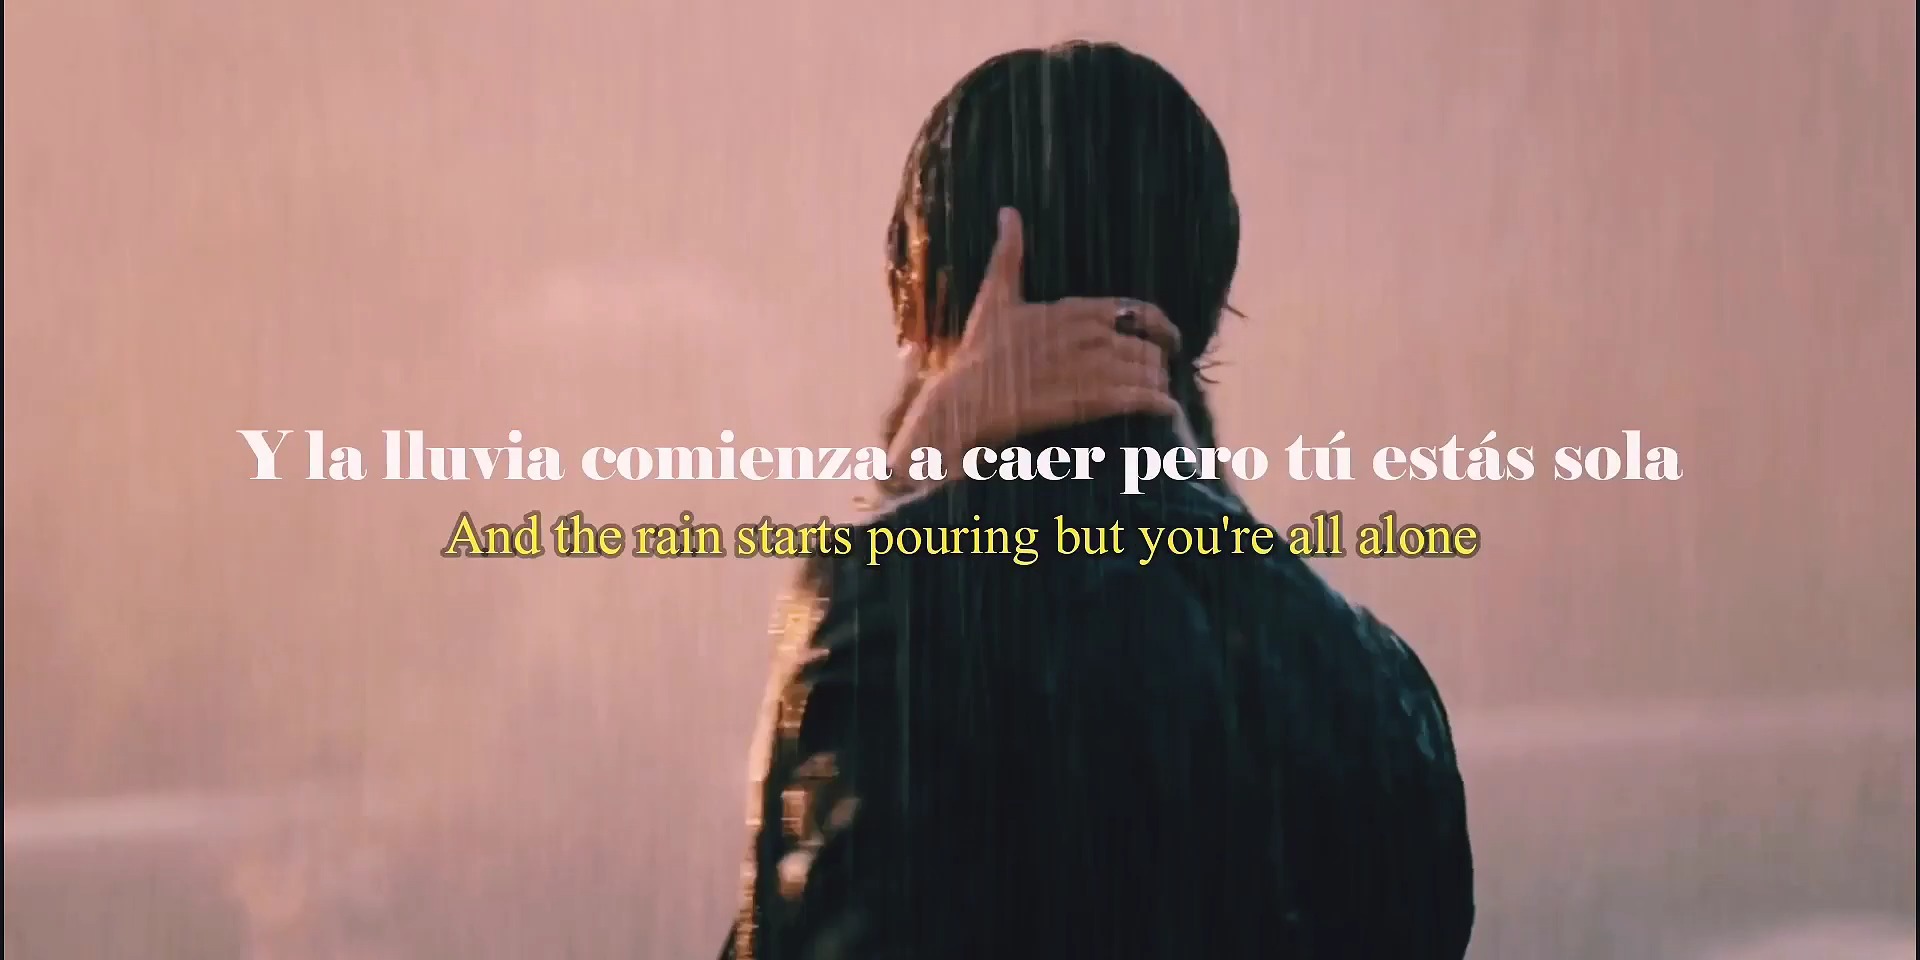 Y la lluvia comienza a caer pero tú estás sola
And the rain starts pouring but you're all alone